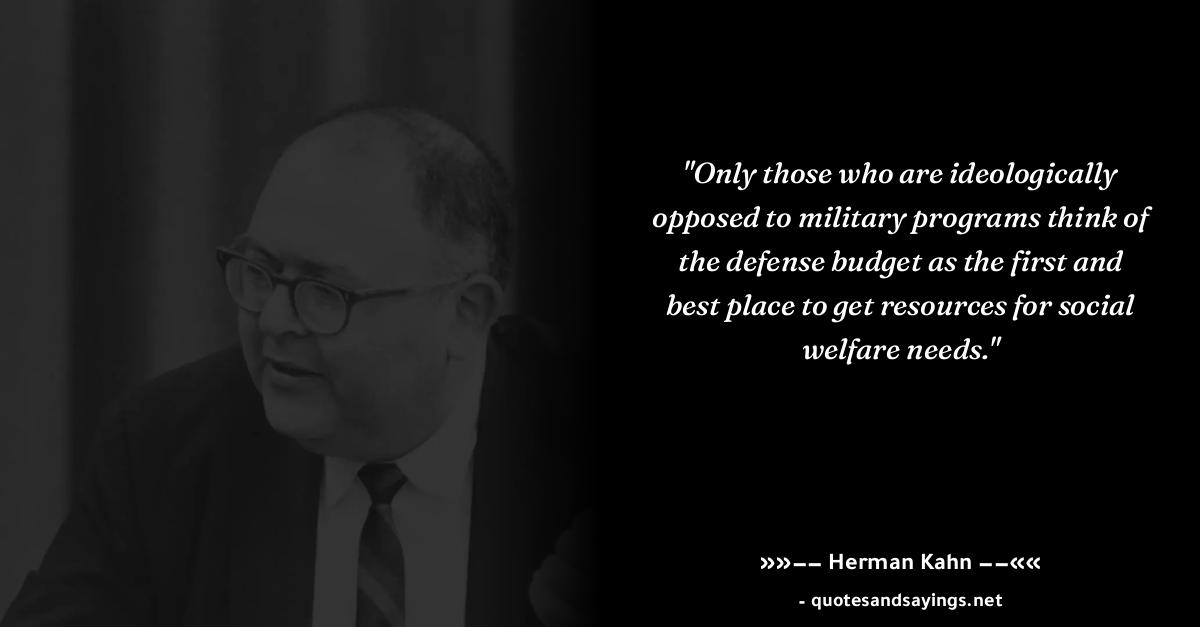 "Only those who are ideologically
opposed to military programs think of
the defense budget as the first and
best place to get resources for social
welfare needs."
»»−− Herman Kahn −−««
- quotesandsayings.net